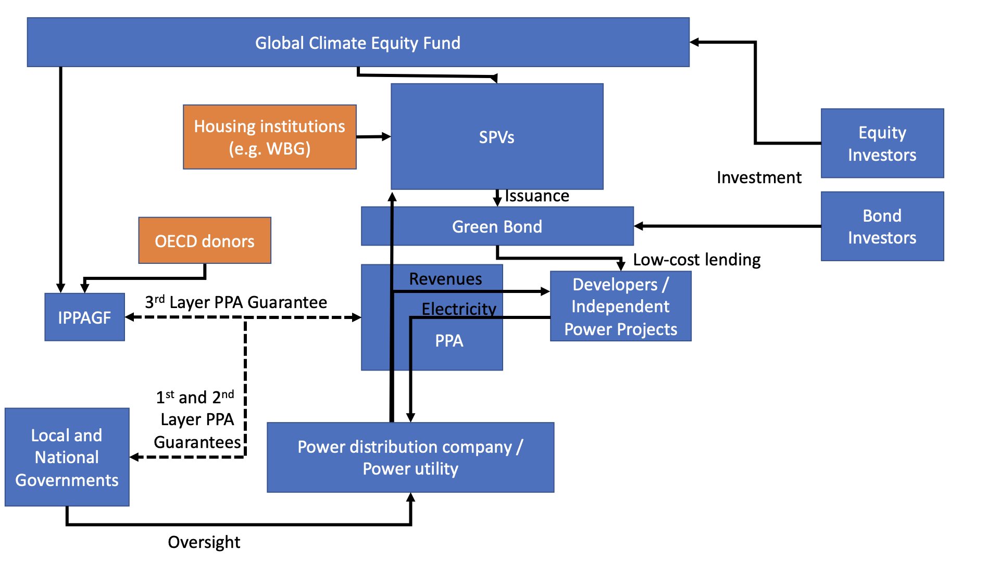 Global Climate Equity Fund
Housing institutions
(e.g. WBG)
SPVs
Equity
Investors
Investment
Issuance
Green Bond
Bond
Investors
OECD donors
Low-cost lending
Revenues
Developers /
Independent
Power Projects
Electricity
3rd Layer PPA Guarantee
IPPAGF
PPA
1st and 2nd
Layer PPA
Guarantees
Local and
National
Governments
Power distribution company /
Power utility
Oversight